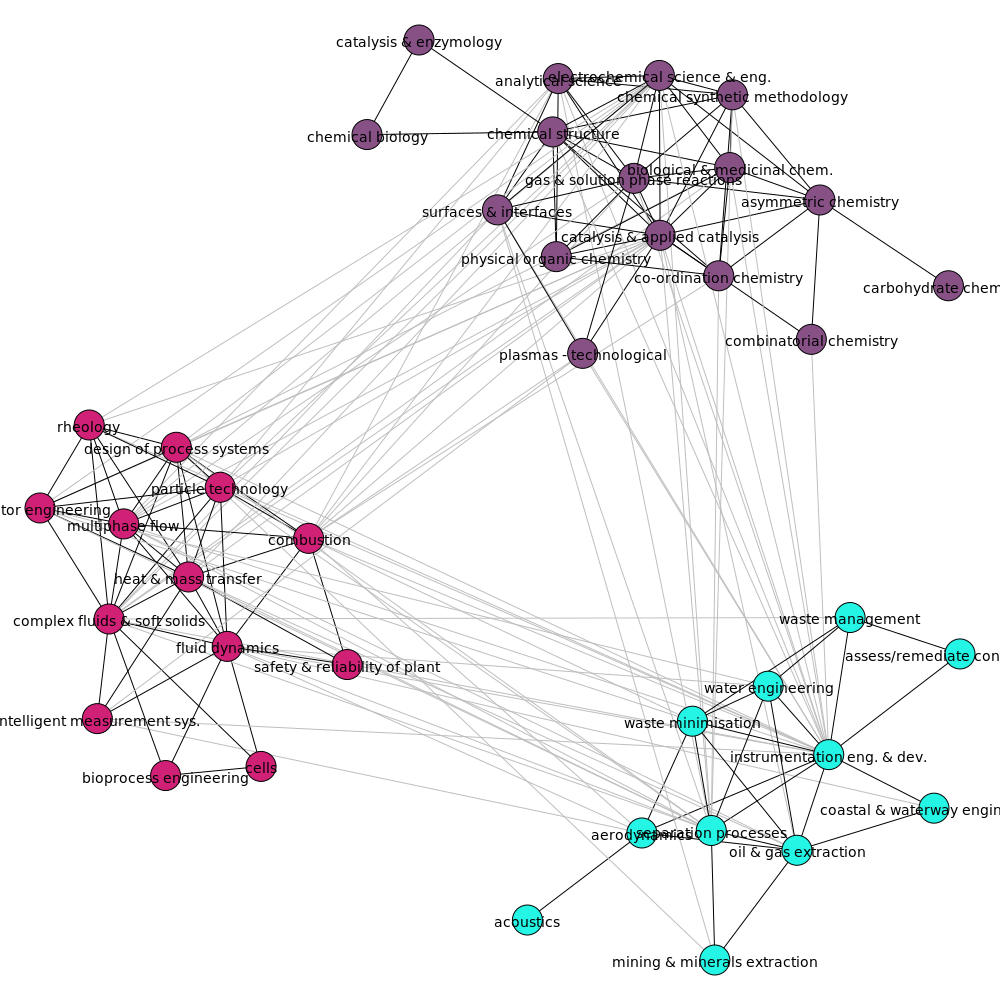 catalysis & enzymology
electrochemical science & eng.
analytical science
chemical synthetic methodology
chemical structure
chemical biology
biological & medicinal chem.
gas & solution phase reactions
asymmetric chemistry
surfaces & interfaces
catalysis & applied catalysis
physical organic chemistry
co-ordination chemistry
carbohydrate chem
combinatorial chemistry
plasmas - technological
rheology
design of process systems
particle technology
tor engineering
multiphase flow
combustion
heat & mass transfer
complex fluids & soft solids
fluid dynamics
safety & reliability of plant
ntelligent measurement sys.
cells
bioprocess engineering
waste management
assess/remediate con
water engineering
waste minimisation
instrumentation eng. & dev.
coastal & waterway engin
aerodynamics
separation processes
oil & gas extraction
acoustics
mining & minerals extraction